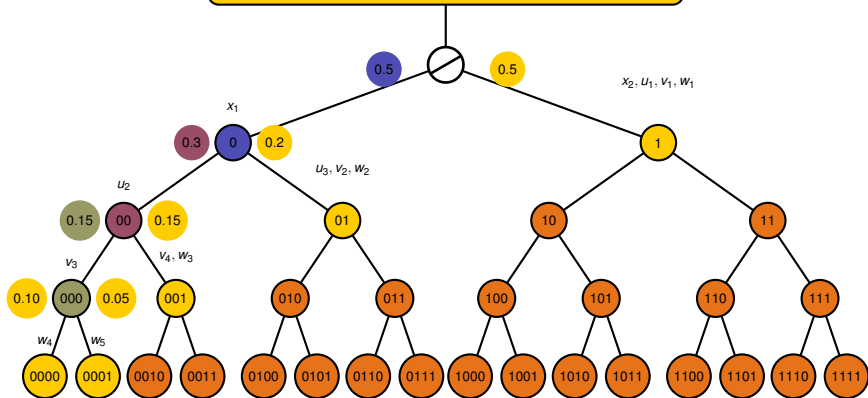 0.5 0.5
x₂, u₁, v₁, w₁
x₁
0.3 0 0.2 1
u₃, v₂, w₂
u₂
0.15 00 0.15 01 10 11
v₃ v₄, w₃
0.10 000 0.05 001 010 011 100 101 110 111
w₄ w₅
0000 0001 0010 0011 0100 0101 0110 0111 1000 1001 1010 1011 1100 1101 1110 1111